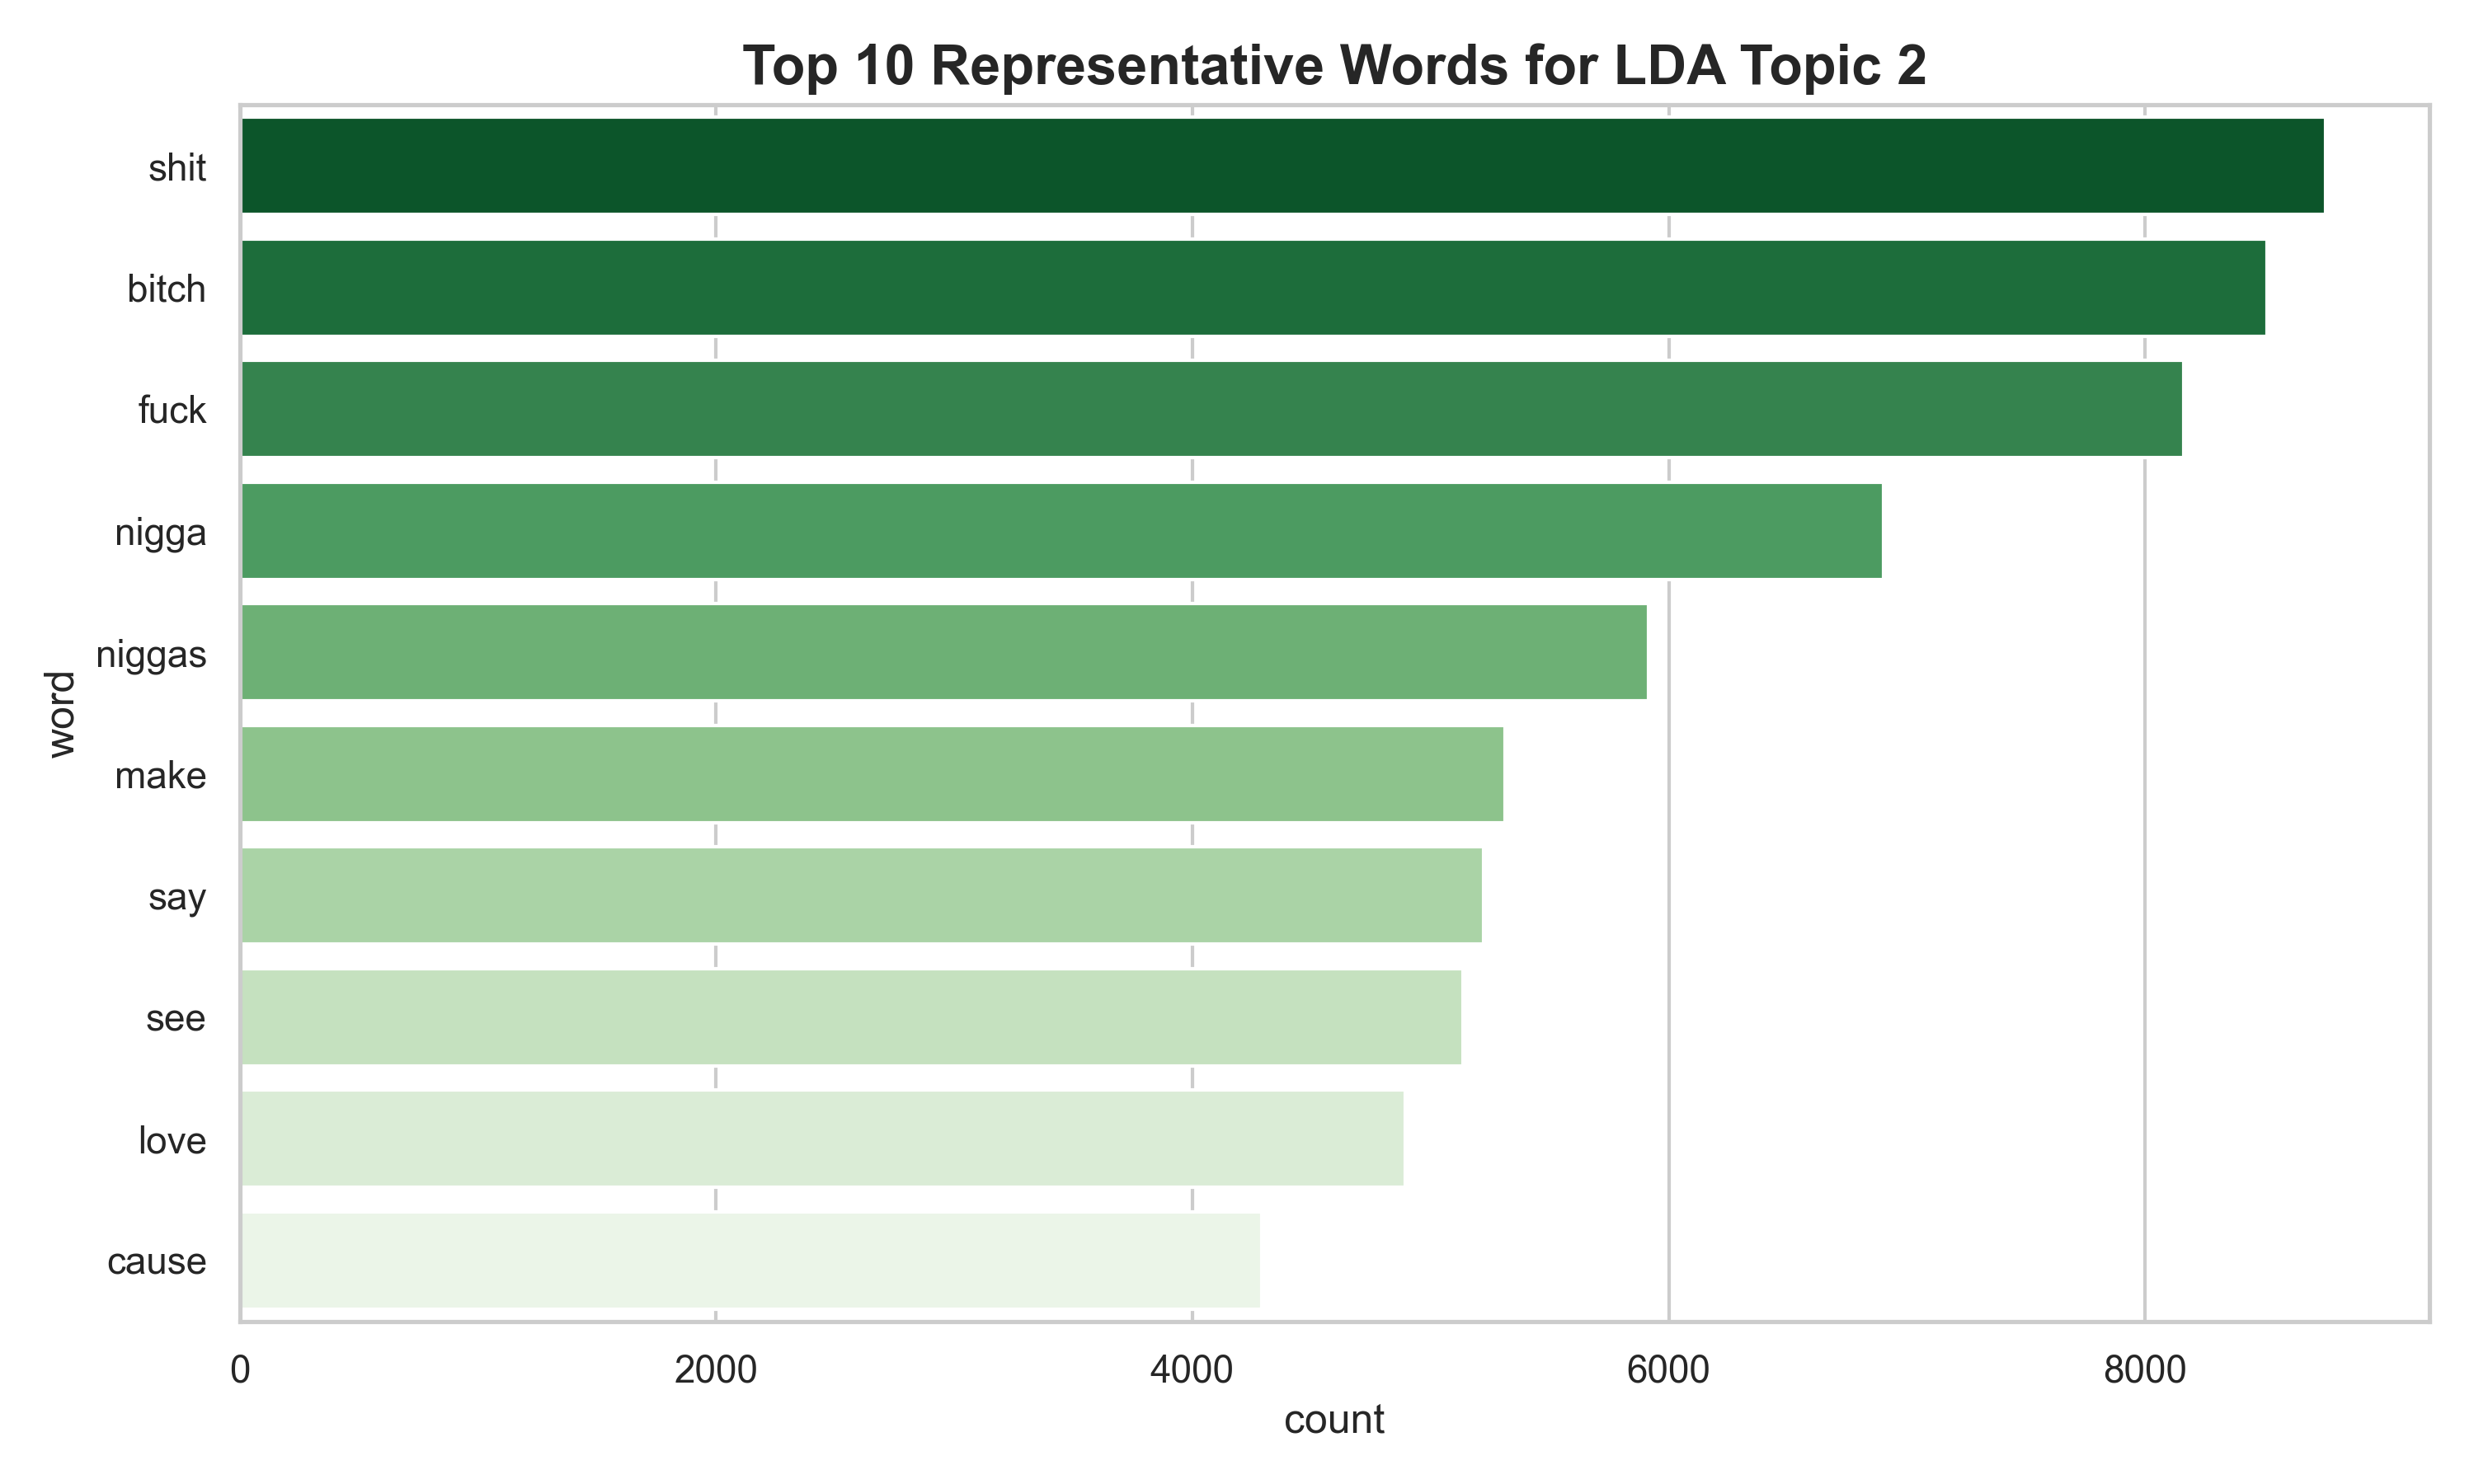 Top 10 Representative Words for LDA Topic 2
shit
bitch
fuck
nigga
niggas
make
say
see
love
cause
word
0 2000 4000 6000 8000
count